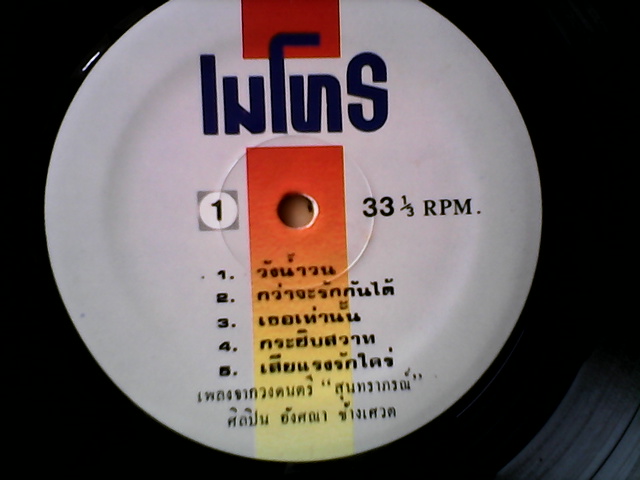 เมโทร
1
33 ⅓ RPM.
1. วังน้ำวน
2. กว่าจะรักกันได้
3. เธอเท่านั้น
4. กระซิบสวาท
5. เสียแรงรักใคร่
เพลงจากวงดนตรี "สุนทราภรณ์"
ศิลปิน อังศณา ช้างเศวต